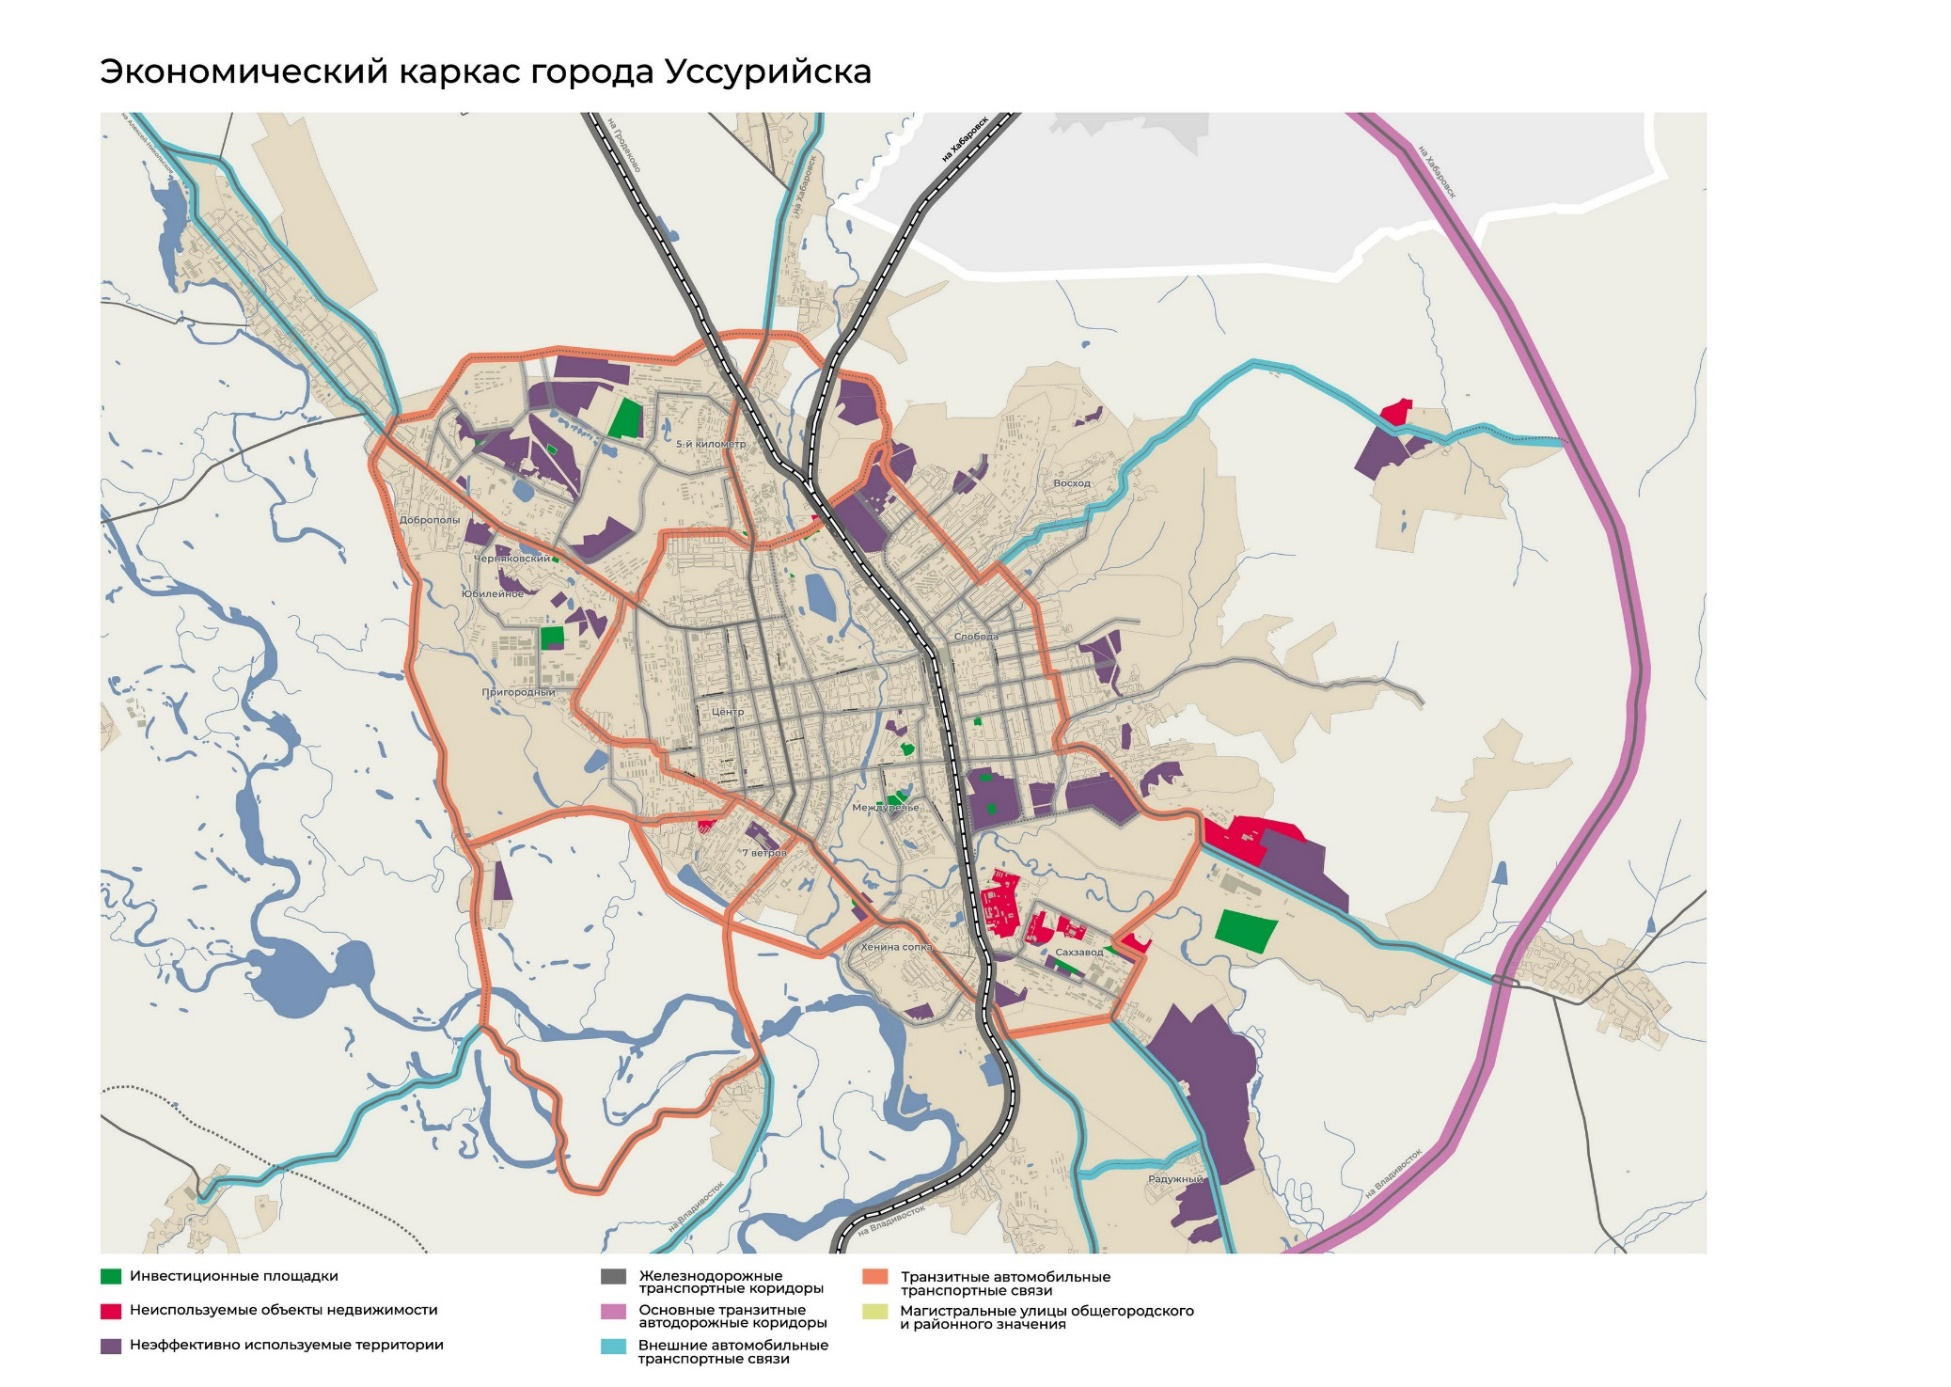 Экономический каркас города Уссурийска
на Гродеково
на Хабаровск
на Хабаровск
на Хабаровск
5-й километр
Восход
Доброполы
Черняковский
Юбилейное
Слобода
Пригородный
Центр
Междуречье
7 ветров
Хенина сопка
Сахзавод
Радужный
на Владивосток
на Владивосток
на Владивосток
Инвестиционные площадки
Неиспользуемые объекты недвижимости
Неэффективно используемые территории
Железнодорожные
транспортные коридоры
Основные транзитные
автодорожные коридоры
Внешние автомобильные
транспортные связи
Транзитные автомобильные
транспортные связи
Магистральные улицы общегородского
и районного значения